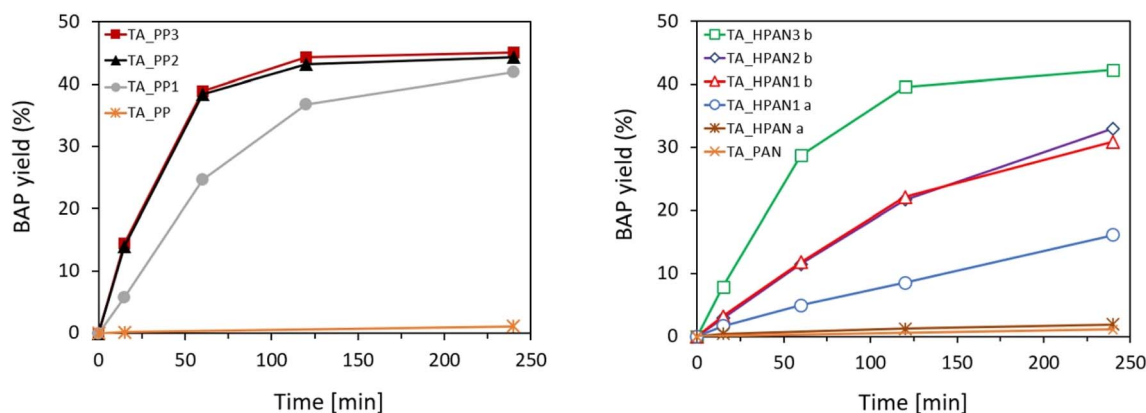 50
40
30
20
10
0
TA_PP3
TA_PP2
TA_PP1
TA_PP
BAP yield (%)
0
50
100
150
200
250
Time [min]
50
40
30
20
10
0
TA_HPAN3 b
TA_HPAN2 b
TA_HPAN1 b
TA_HPAN1 a
TA_HPAN a
TA_PAN
BAP yield (%)
0
50
100
150
200
250
Time [min]